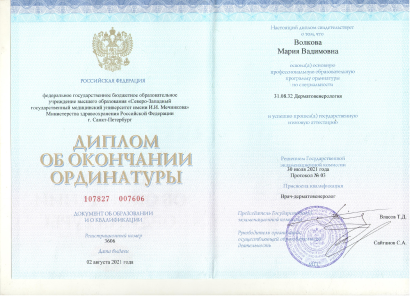 РОССИЙСКАЯ ФЕДЕРАЦИЯ
федеральное государственное бюджетное образовательное
учреждение высшего образования «Северо-Западный
государственный медицинский университет имени И.И. Мечникова»
Министерства здравоохранения Российской Федерации
г. Санкт-Петербург
ДИПЛОМ
ОБ ОКОНЧАНИИ
ОРДИНАТУРЫ
107827 007606
ДОКУМЕНТ ОБ ОБРАЗОВАНИИ
И О КВАЛИФИКАЦИИ
Регистрационный номер
3606
Дата выдачи
02 августа 2021 года
Настоящий диплом свидетельствует
о том, что
Волкова
Мария Вадимовна
освоил(а) основную
профессиональную образовательную
программу ординатуры
по специальности
31.08.32 Дерматовенерология
и успешно прошел(а) государственную
итоговую аттестацию
Решением Государственной
экзаменационной комиссии
30 июля 2021 года
Протокол № 03
Присвоена квалификация
Врач-дерматовенеролог
Председатель Государственной
экзаменационной комиссии
Власов Т.Д.
Руководитель организации,
осуществляющей образовательную
деятельность
Сайганов С.А.